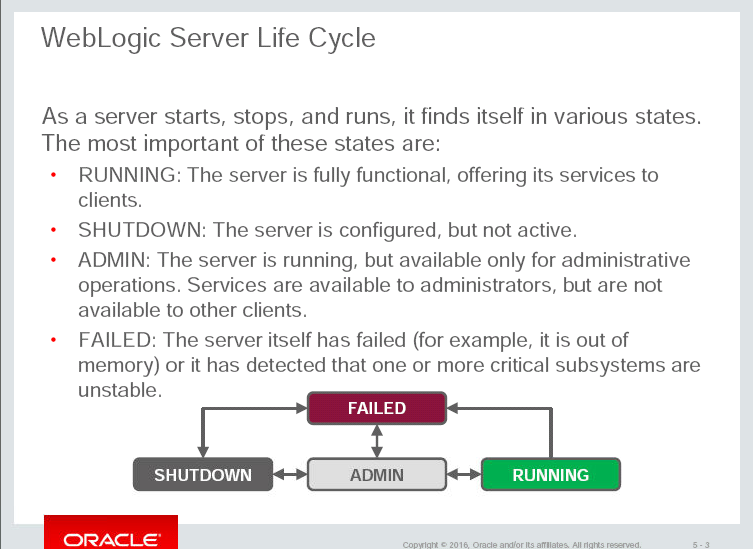 WebLogic Server Life Cycle
As a server starts, stops, and runs, it finds itself in various states.
The most important of these states are:
• RUNNING: The server is fully functional, offering its services to
clients.
• SHUTDOWN: The server is configured, but not active.
• ADMIN: The server is running, but available only for administrative
operations. Services are available to administrators, but are not
available to other clients.
• FAILED: The server itself has failed (for example, it is out of
memory) or it has detected that one or more critical subsystems are
unstable.
FAILED
SHUTDOWN
ADMIN
RUNNING
ORACLE
Copyright © 2016, Oracle and/or its affiliates. All rights reserved.
5 - 3